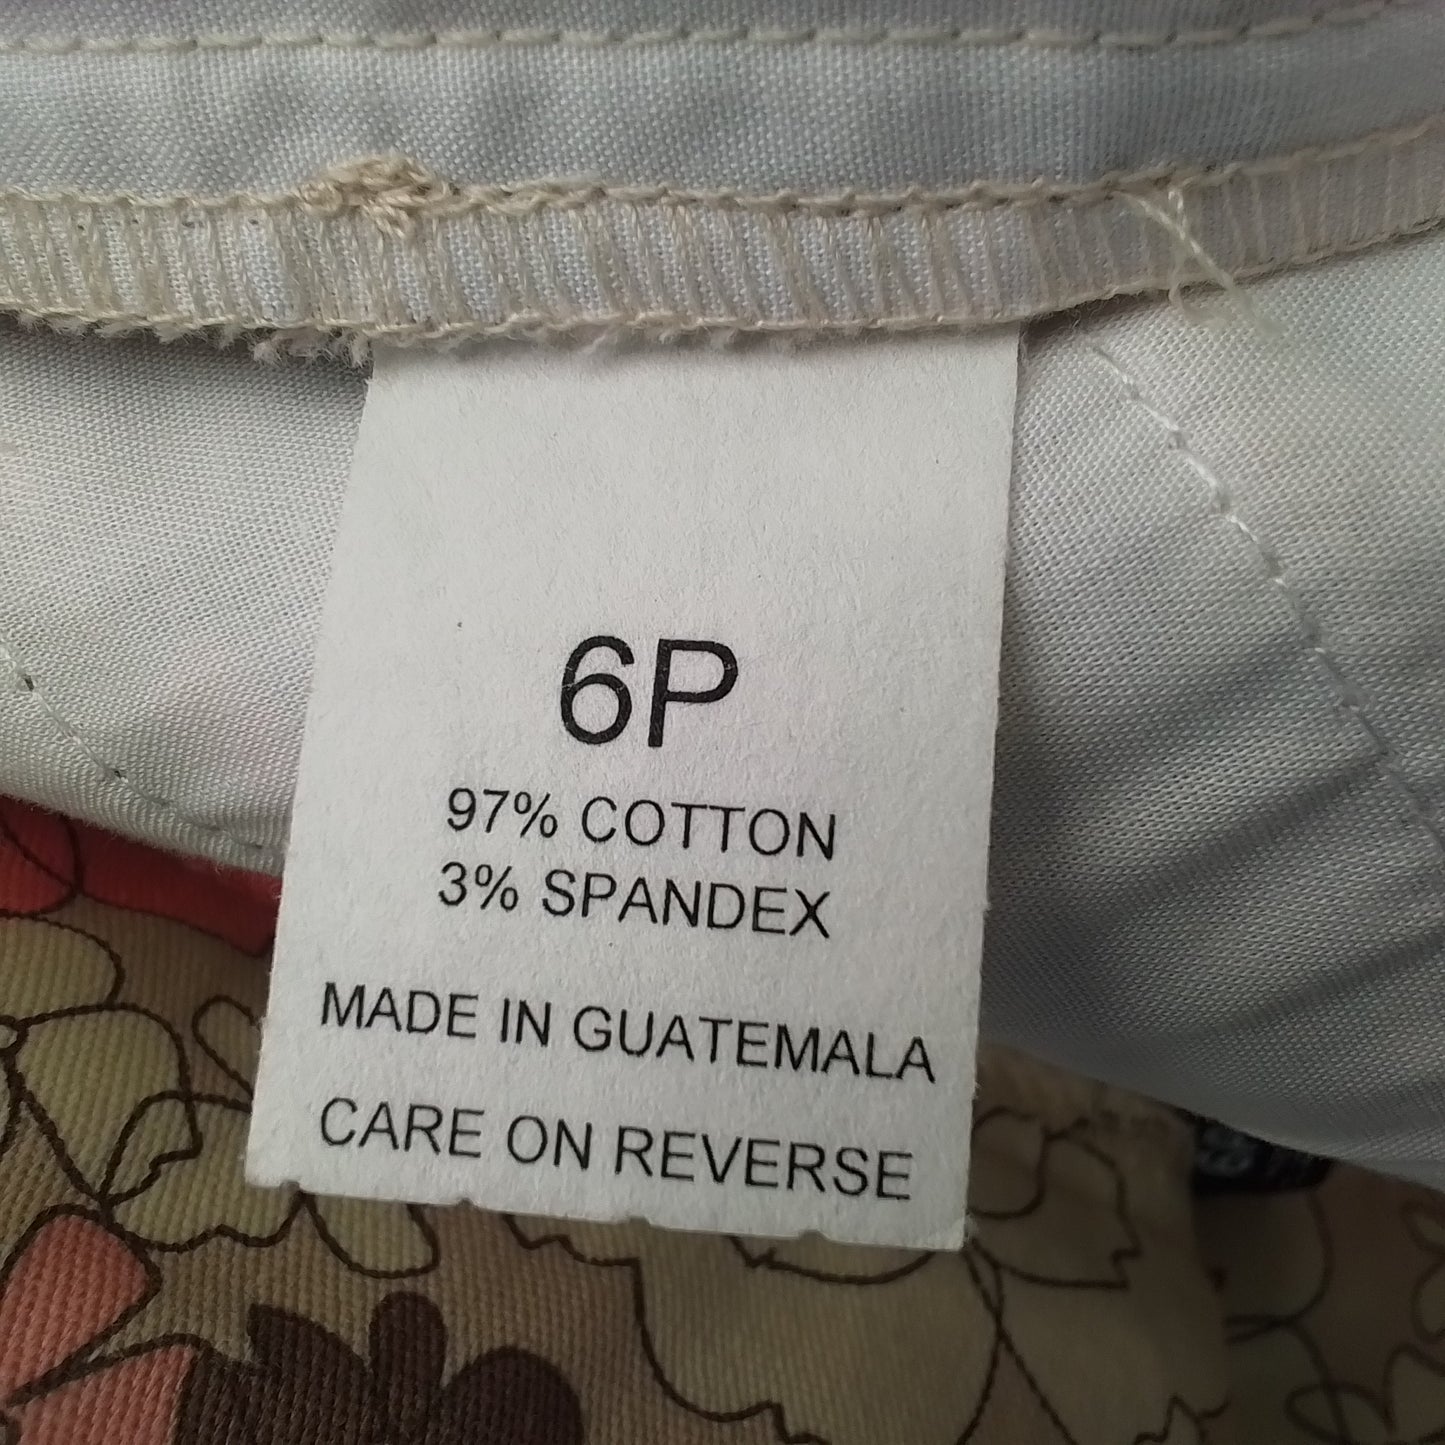 6P
97% COTTON
3% SPANDEX
MADE IN GUATEMALA
CARE ON REVERSE